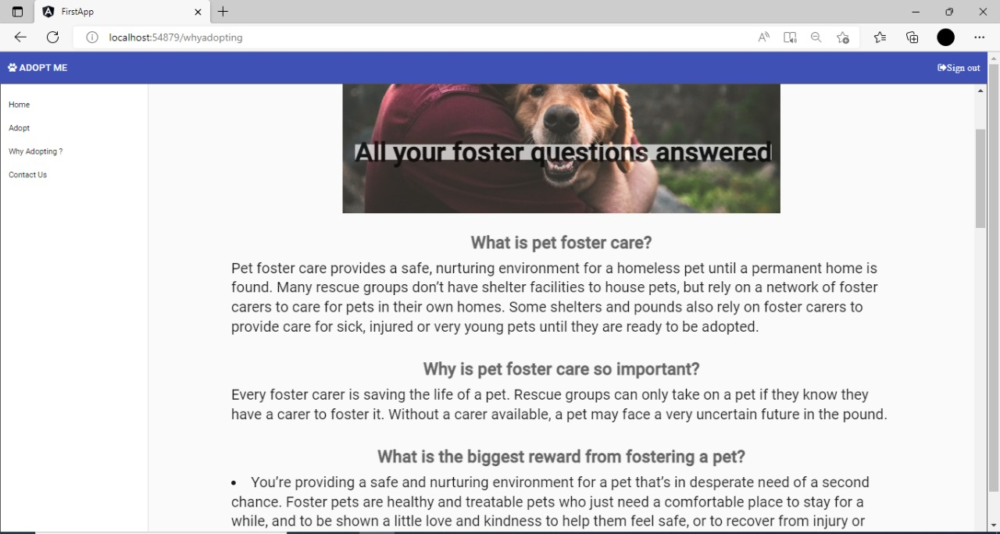 FirstApp
localhost:54879/whyadopting
ADOPT ME
Sign out
Home
Adopt
Why Adopting ?
Contact Us
All your foster questions answered
What is pet foster care?
Pet foster care provides a safe, nurturing environment for a homeless pet until a permanent home is
found. Many rescue groups don’t have shelter facilities to house pets, but rely on a network of foster
carers to care for pets in their own homes. Some shelters and pounds also rely on foster carers to
provide care for sick, injured or very young pets until they are ready to be adopted.
Why is pet foster care so important?
Every foster carer is saving the life of a pet. Rescue groups can only take on a pet if they know they
have a carer to foster it. Without a carer available, a pet may face a very uncertain future in the pound.
What is the biggest reward from fostering a pet?
• You’re providing a safe and nurturing environment for a pet that’s in desperate need of a second
chance. Foster pets are healthy and treatable pets who just need a comfortable place to stay for a
while, and to be shown a little love and kindness to help them feel safe, or to recover from injury or